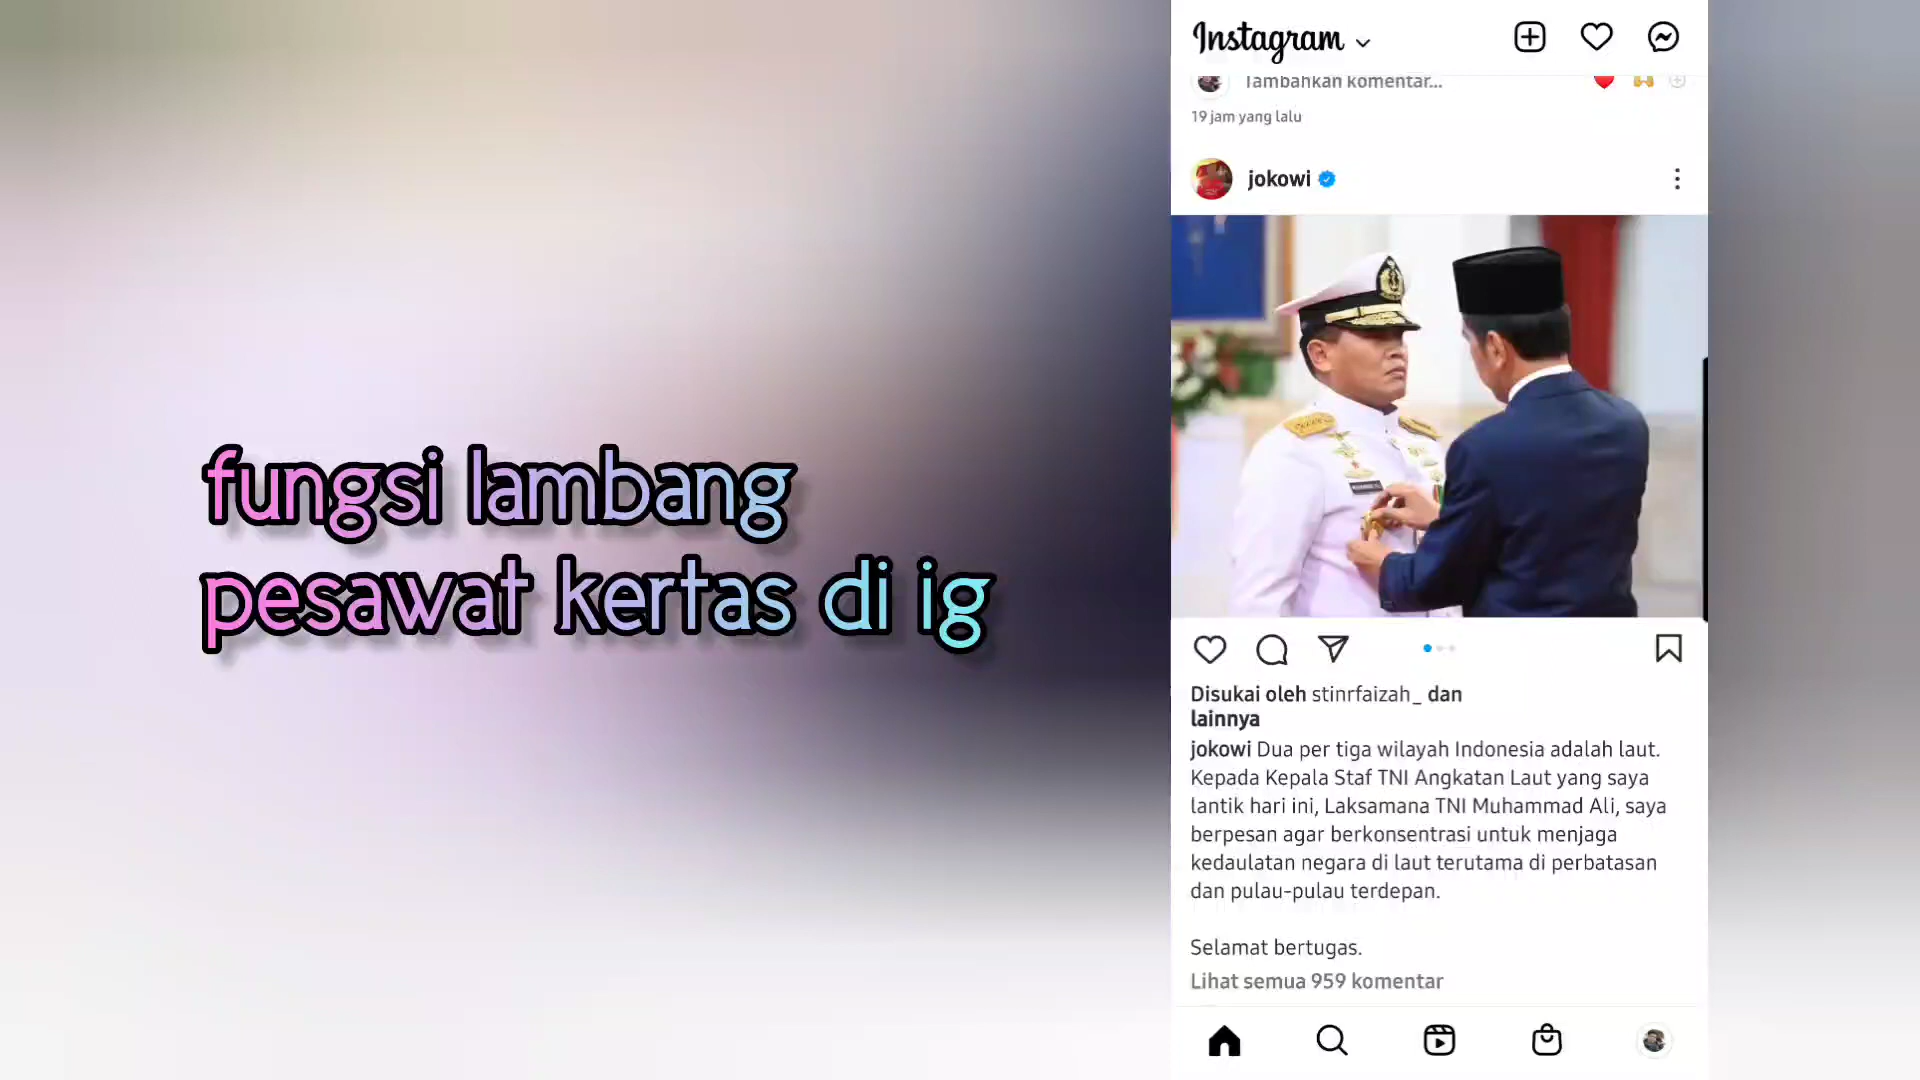 fungsi lambang
pesawat kertas di ig
Instagram
Tambahkan komentar...
19 jam yang lalu
jokowi
Disukai oleh stinrfaizah_ dan
lainnya
jokowi Dua per tiga wilayah Indonesia adalah laut.
Kepada Kepala Staf TNI Angkatan Laut yang saya
lantik hari ini, Laksamana TNI Muhammad Ali, saya
berpesan agar berkonsentrasi untuk menjaga
kedaulatan negara di laut terutama di perbatasan
dan pulau-pulau terdepan.
Selamat bertugas.
Lihat semua 959 komentar